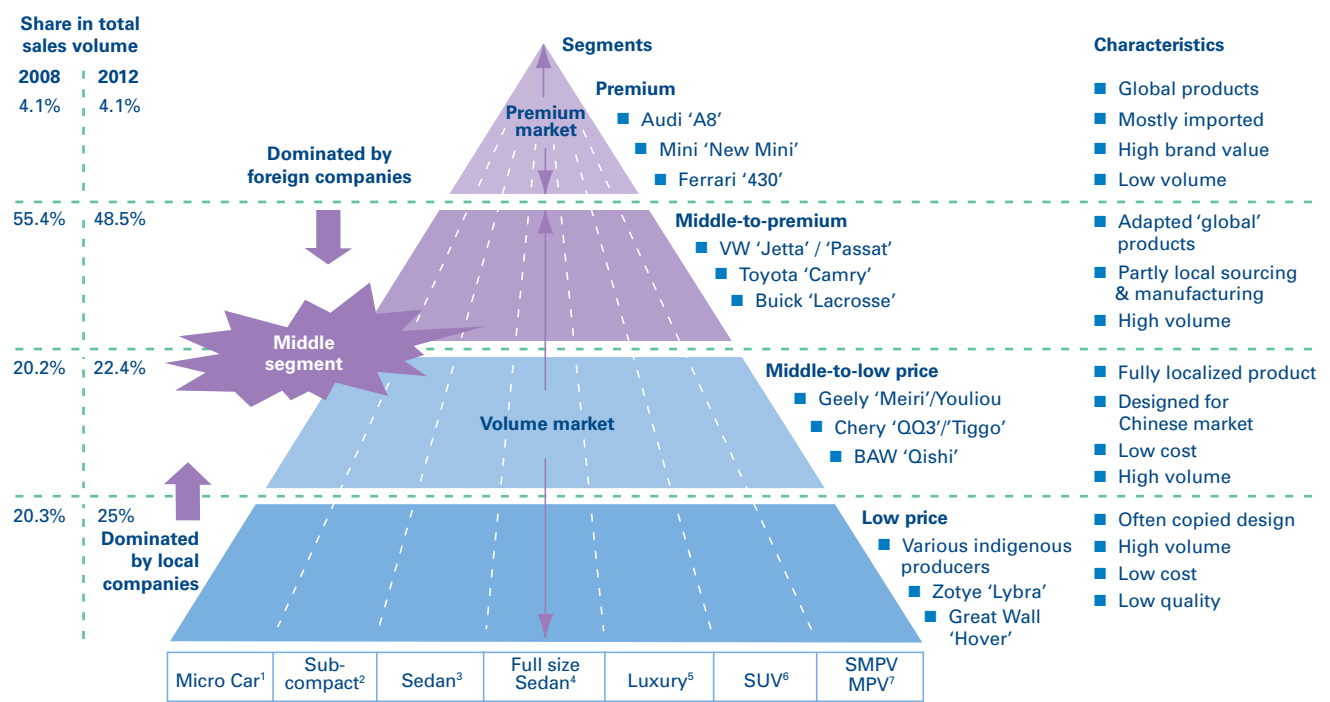 Share in total
sales volume
2008 2012
4.1% 4.1%
55.4% 48.5%
20.2% 22.4%
20.3% 25%
Dominated by
foreign companies
Middle
segment
Dominated
by local
companies
Segments
Premium
market
Volume market
Premium
Audi ‘A8’
Mini ‘New Mini’
Ferrari ‘430’
Middle-to-premium
VW ‘Jetta’ / ‘Passat’
Toyota ‘Camry’
Buick ‘Lacrosse’
Middle-to-low price
Geely ‘Meiri’/Youliou
Chery ‘QQ3’/’Tiggo’
BAW ‘Qishi’
Low price
Various indigenous
producers
Zotye ‘Lybra’
Great Wall
‘Hover’
Characteristics
Global products
Mostly imported
High brand value
Low volume
Adapted ‘global’
products
Partly local sourcing
& manufacturing
High volume
Fully localized product
Designed for
Chinese market
Low cost
High volume
Often copied design
High volume
Low cost
Low quality
Micro Car¹
Sub-
compact²
Sedan³
Full size
Sedan⁴
Luxury⁵
SUV⁶
SMPV
MPV⁷